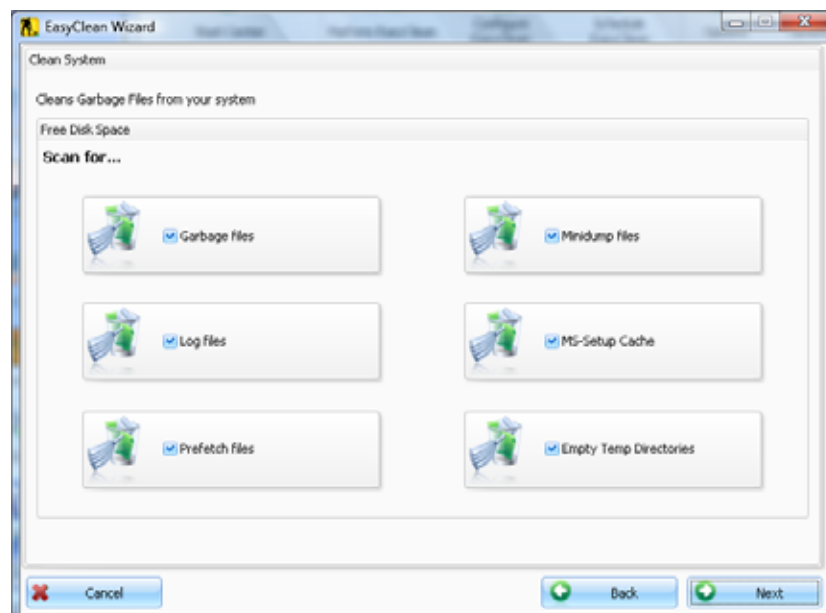 EasyClean Wizard
Clean System
Cleans Garbage Files from your system
Free Disk Space
Scan for...
Garbage files
Minidump files
Log files
MS-Setup Cache
Prefetch files
Empty Temp Directories
Cancel
Back
Next